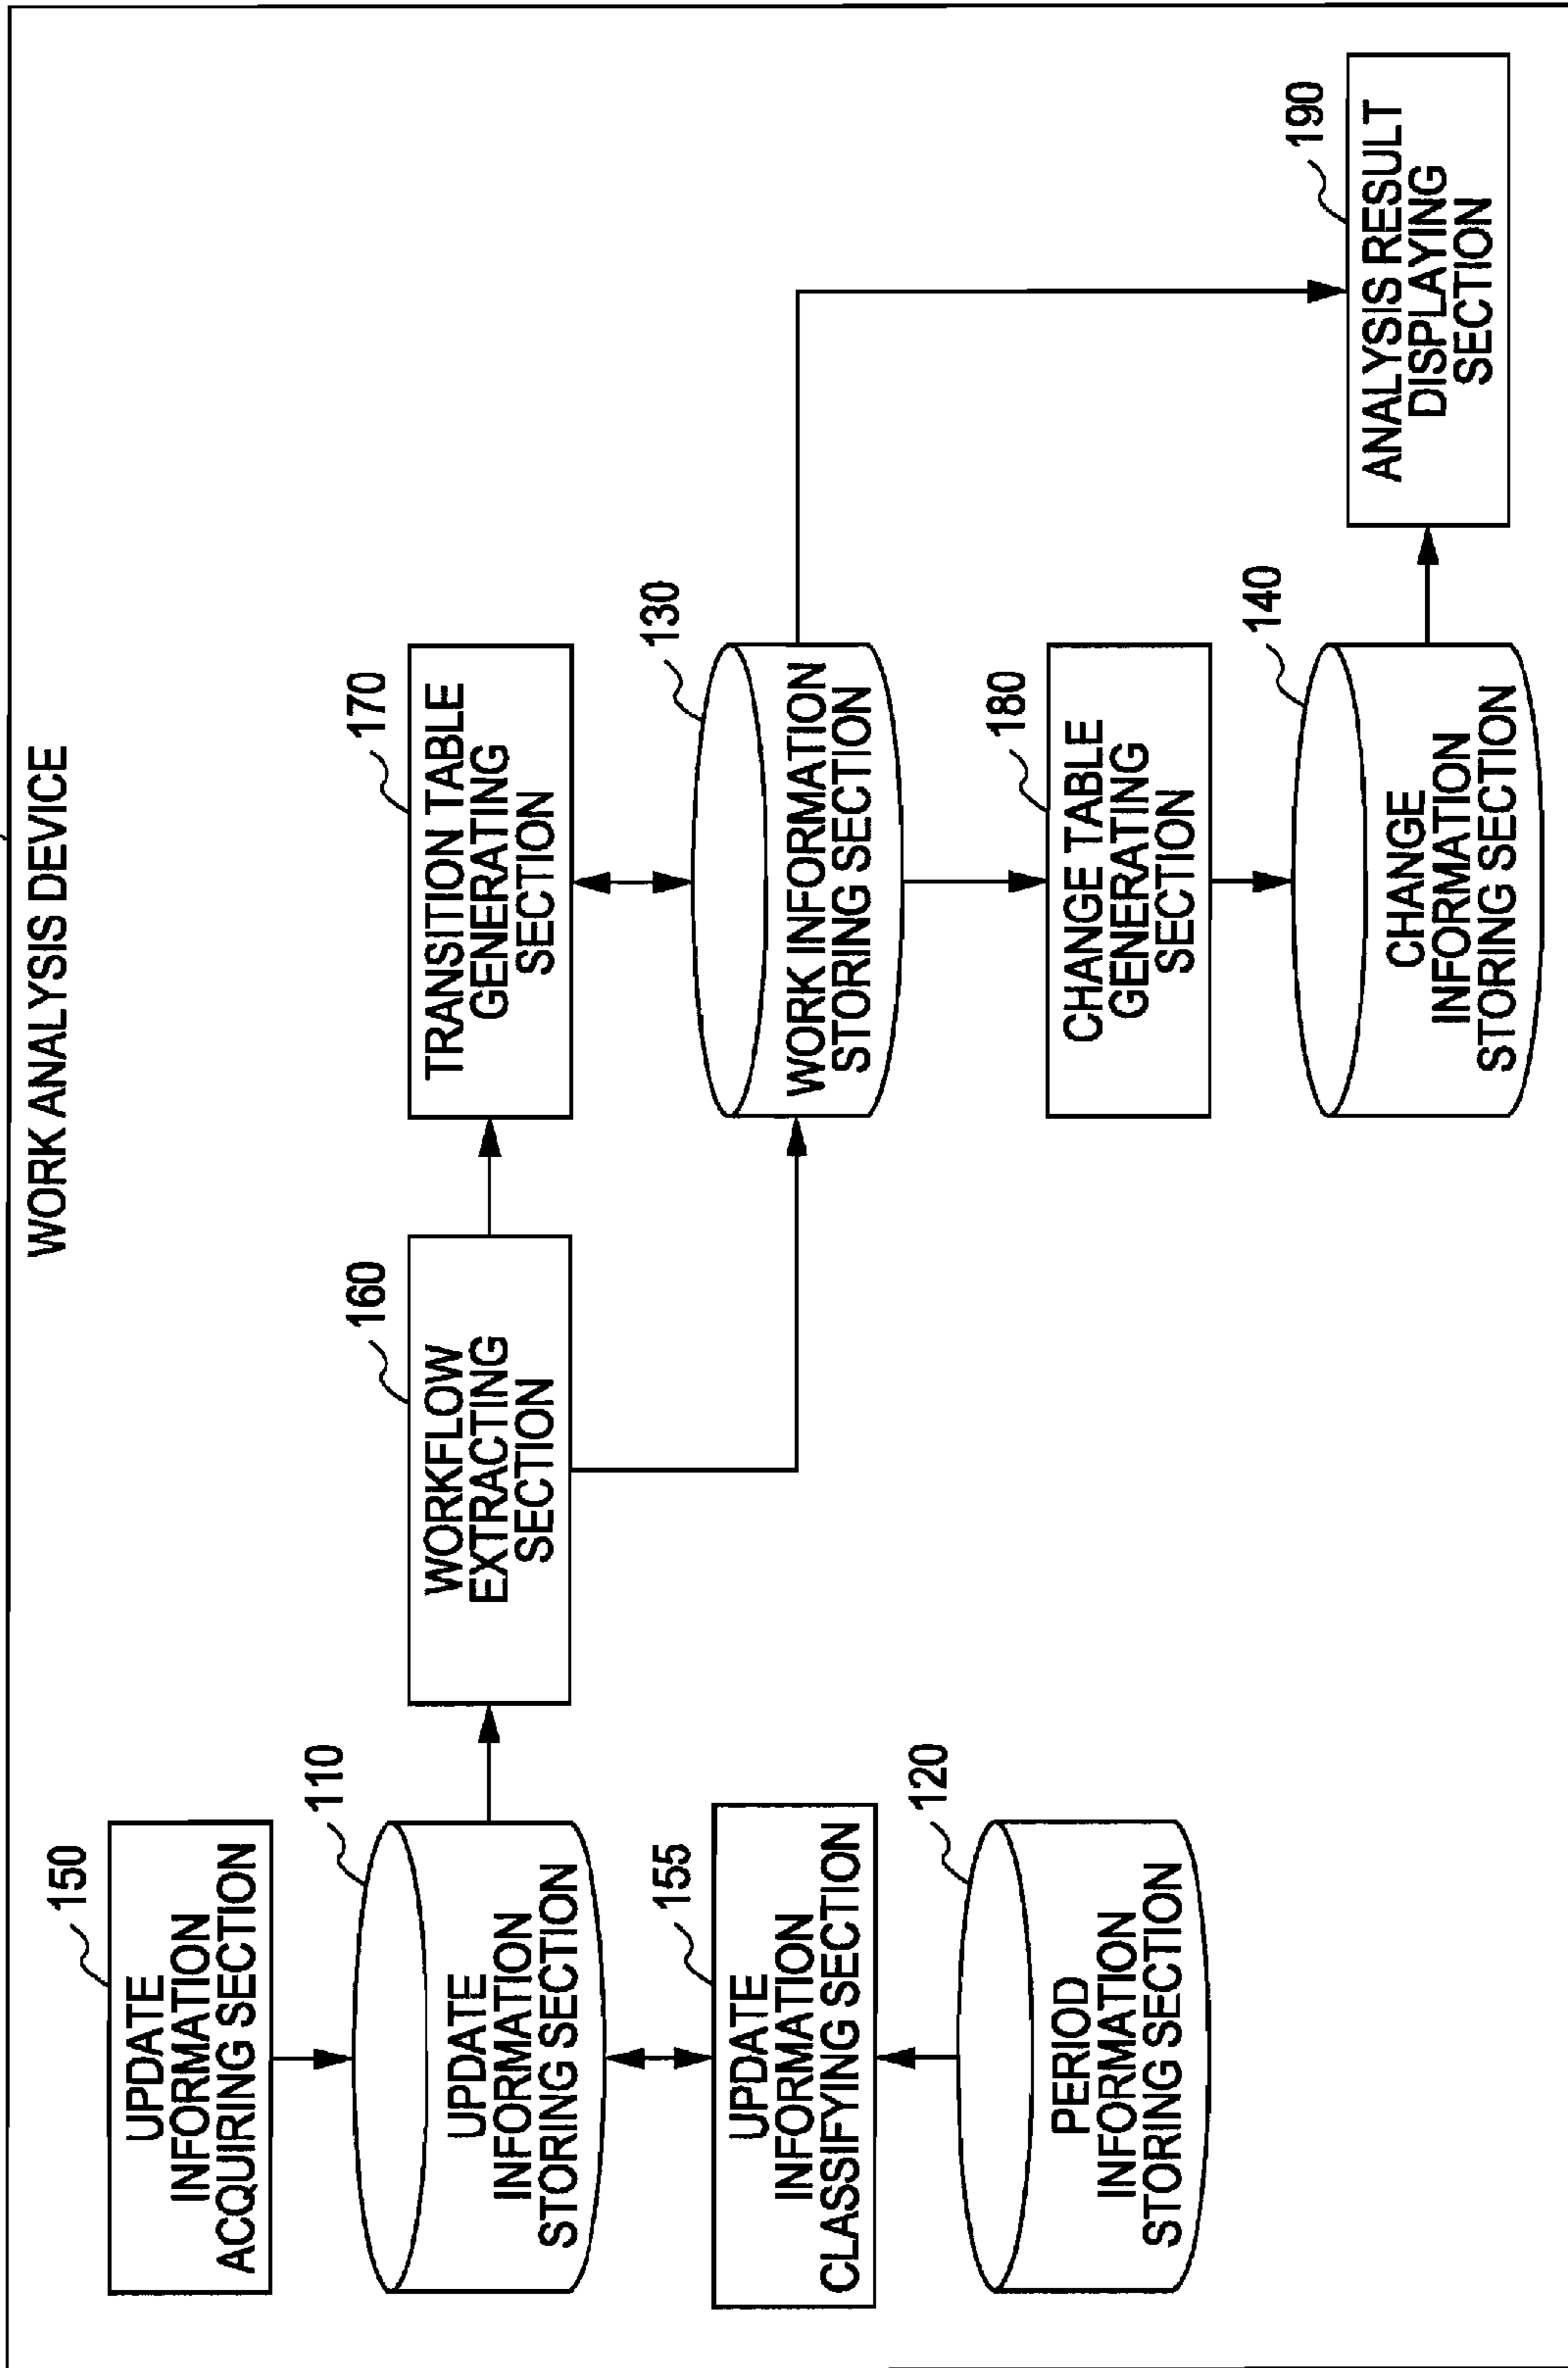 WORK ANALYSIS DEVICE
150
UPDATE
INFORMATION
ACQUIRING SECTION
110
UPDATE
INFORMATION
STORING SECTION
155
UPDATE
INFORMATION
CLASSIFYING SECTION
120
PERIOD
INFORMATION
STORING SECTION
160
WORKFLOW
EXTRACTING
SECTION
170
TRANSITION TABLE
GENERATING
SECTION
130
WORK INFORMATION
STORING SECTION
180
CHANGE TABLE
GENERATING
SECTION
140
CHANGE
INFORMATION
STORING SECTION
190
ANALYSIS RESULT
DISPLAYING
SECTION